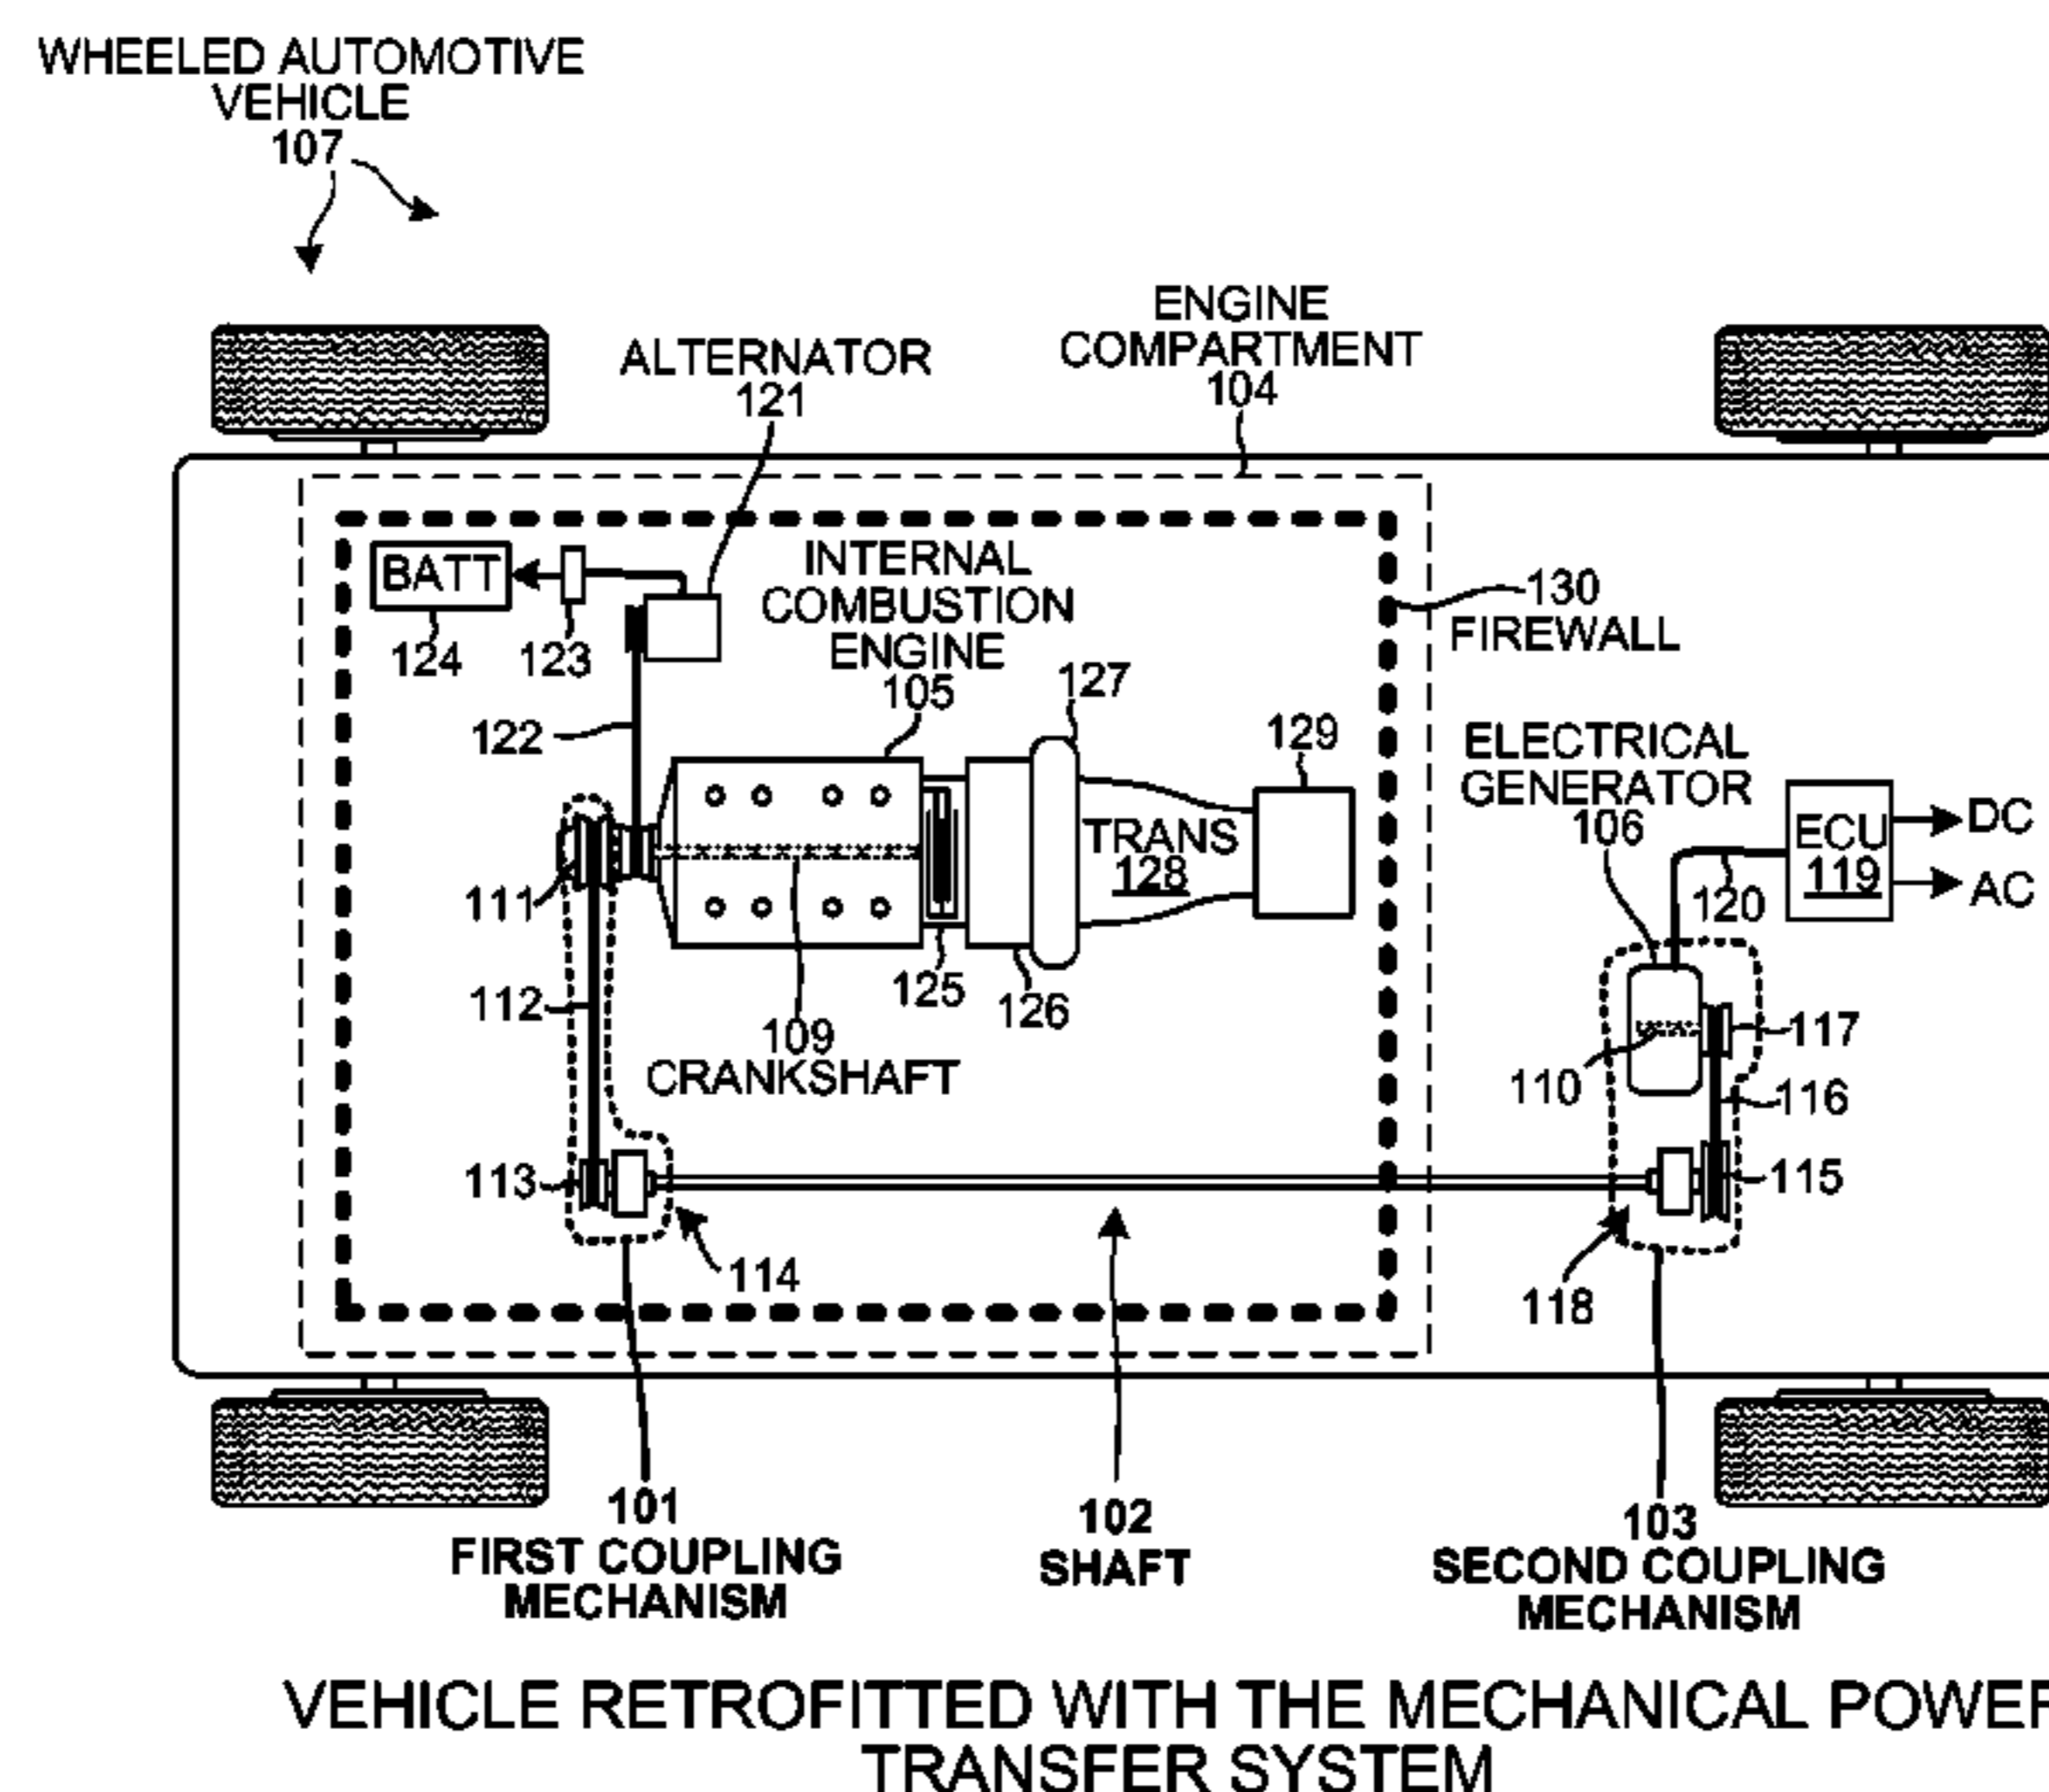 WHEELED AUTOMOTIVE
VEHICLE
107
ENGINE
COMPARTMENT
104
ALTERNATOR
121
BATT
124
123
INTERNAL
COMBUSTION
ENGINE
105
130
FIREWALL
127
122
129
ELECTRICAL
GENERATOR
106
TRANS
128
ECU
119
DC
AC
120
111
125
126
112
109
CRANKSHAFT
117
110
116
113
115
114
118
101
FIRST COUPLING
MECHANISM
102
SHAFT
103
SECOND COUPLING
MECHANISM
VEHICLE RETROFITTED WITH THE MECHANICAL POWER
TRANSFER SYSTEM